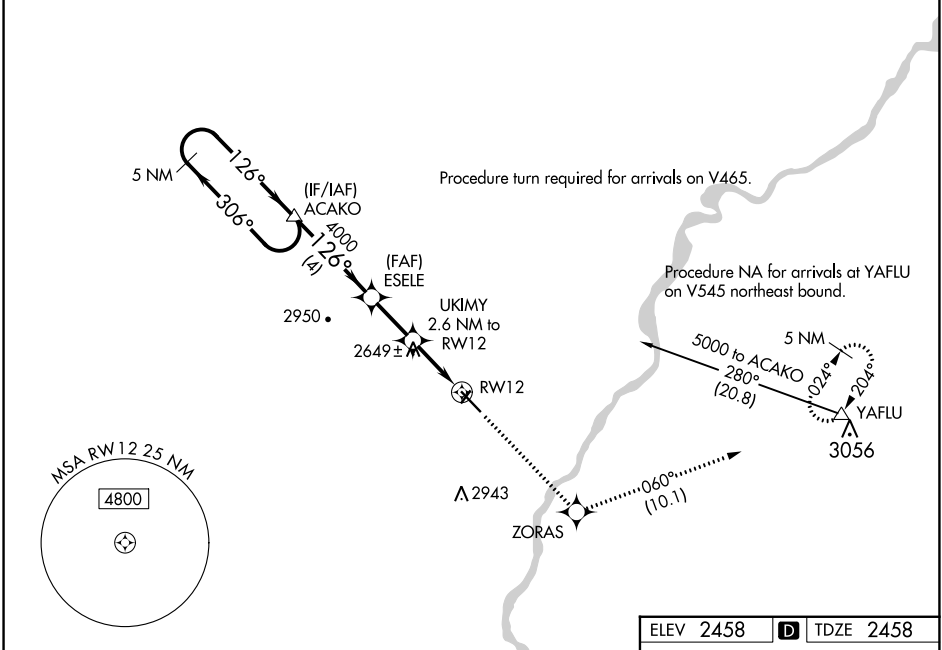 126°
5 NM
306°
(IF/IAF)
ACAKO
4000
126°
(4)
Procedure turn required for arrivals on V465.
(FAF)
ESELE
2950
UKIMY
2.6 NM to
RW12
2649±
RW12
Procedure NA for arrivals at YAFLU
on V545 northeast bound.
5 NM
5000 to ACAKO
280°
(20.8)
024°
204°
YAFLU
3056
MSA RW12 25 NM
4800
2943
060°
(10.1)
ZORAS
ELEV 2458 D TDZE 2458